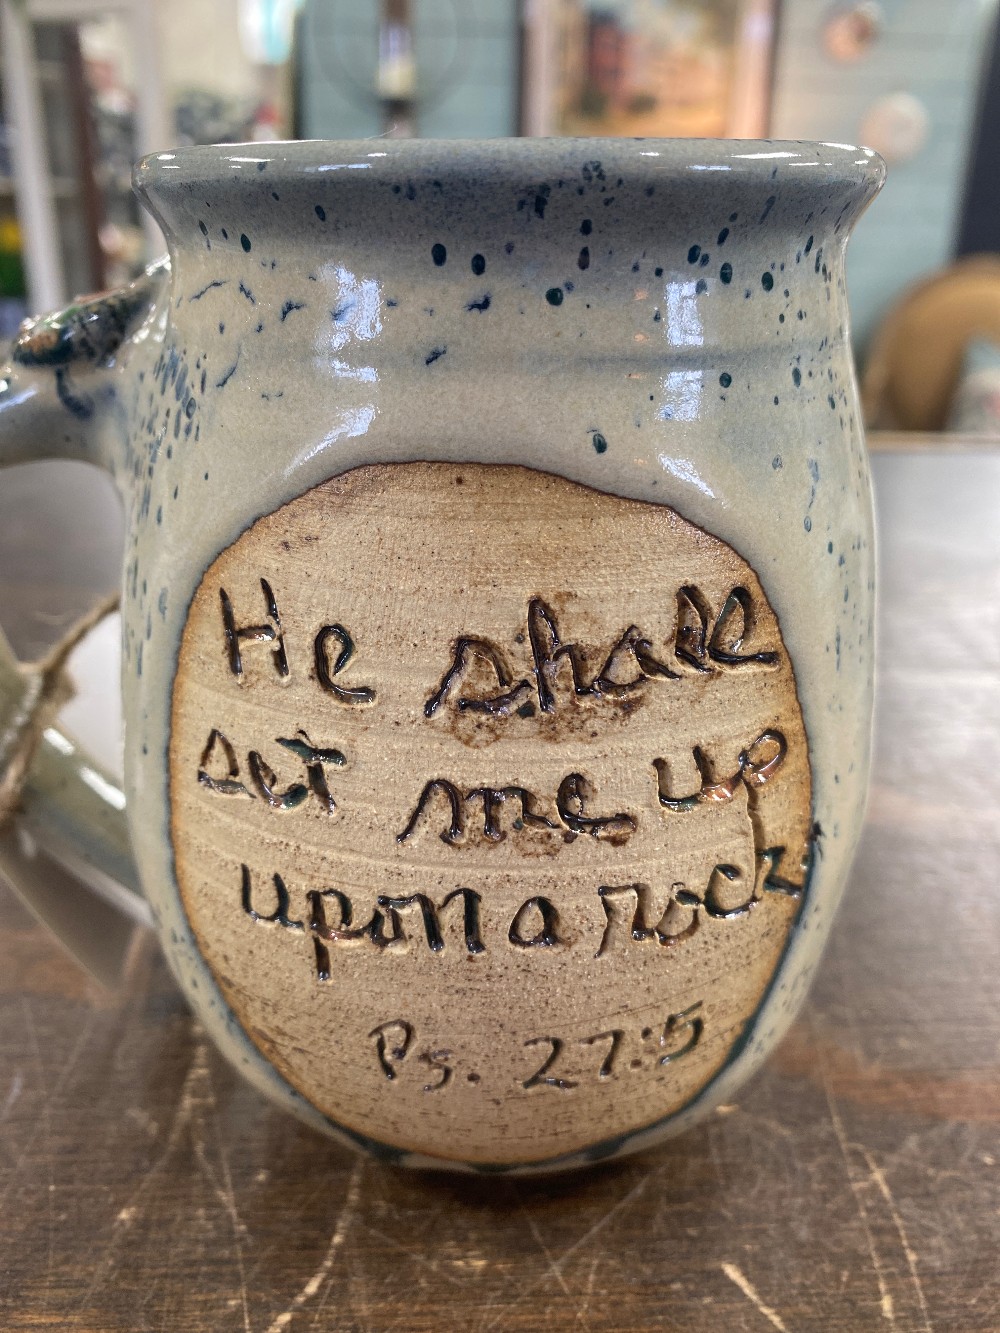 He shall
set me up
upon a rock
Ps. 27:5